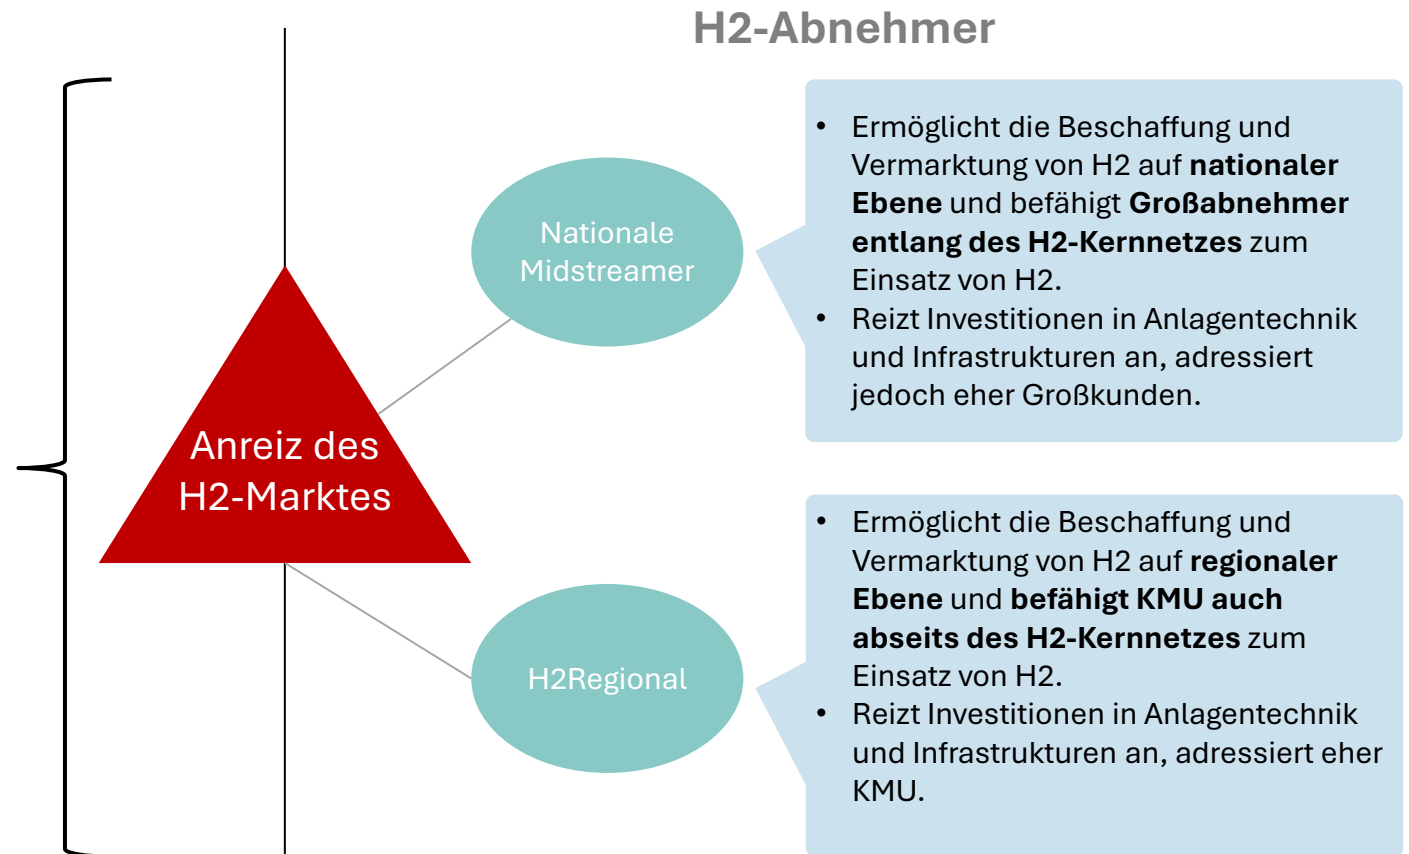 H2-Abnehmer
• Ermöglicht die Beschaffung und
Vermarktung von H2 auf nationaler
Ebene und befähigt Großabnehmer
entlang des H2-Kernnetzes zum
Einsatz von H2.
• Reizt Investitionen in Anlagentechnik
und Infrastrukturen an, adressiert
jedoch eher Großkunden.
Nationale
Midstreamer
Anreiz des
H2-Marktes
H2Regional
• Ermöglicht die Beschaffung und
Vermarktung von H2 auf regionaler
Ebene und befähigt KMU auch
abseits des H2-Kernnetzes zum
Einsatz von H2.
• Reizt Investitionen in Anlagentechnik
und Infrastrukturen an, adressiert eher
KMU.